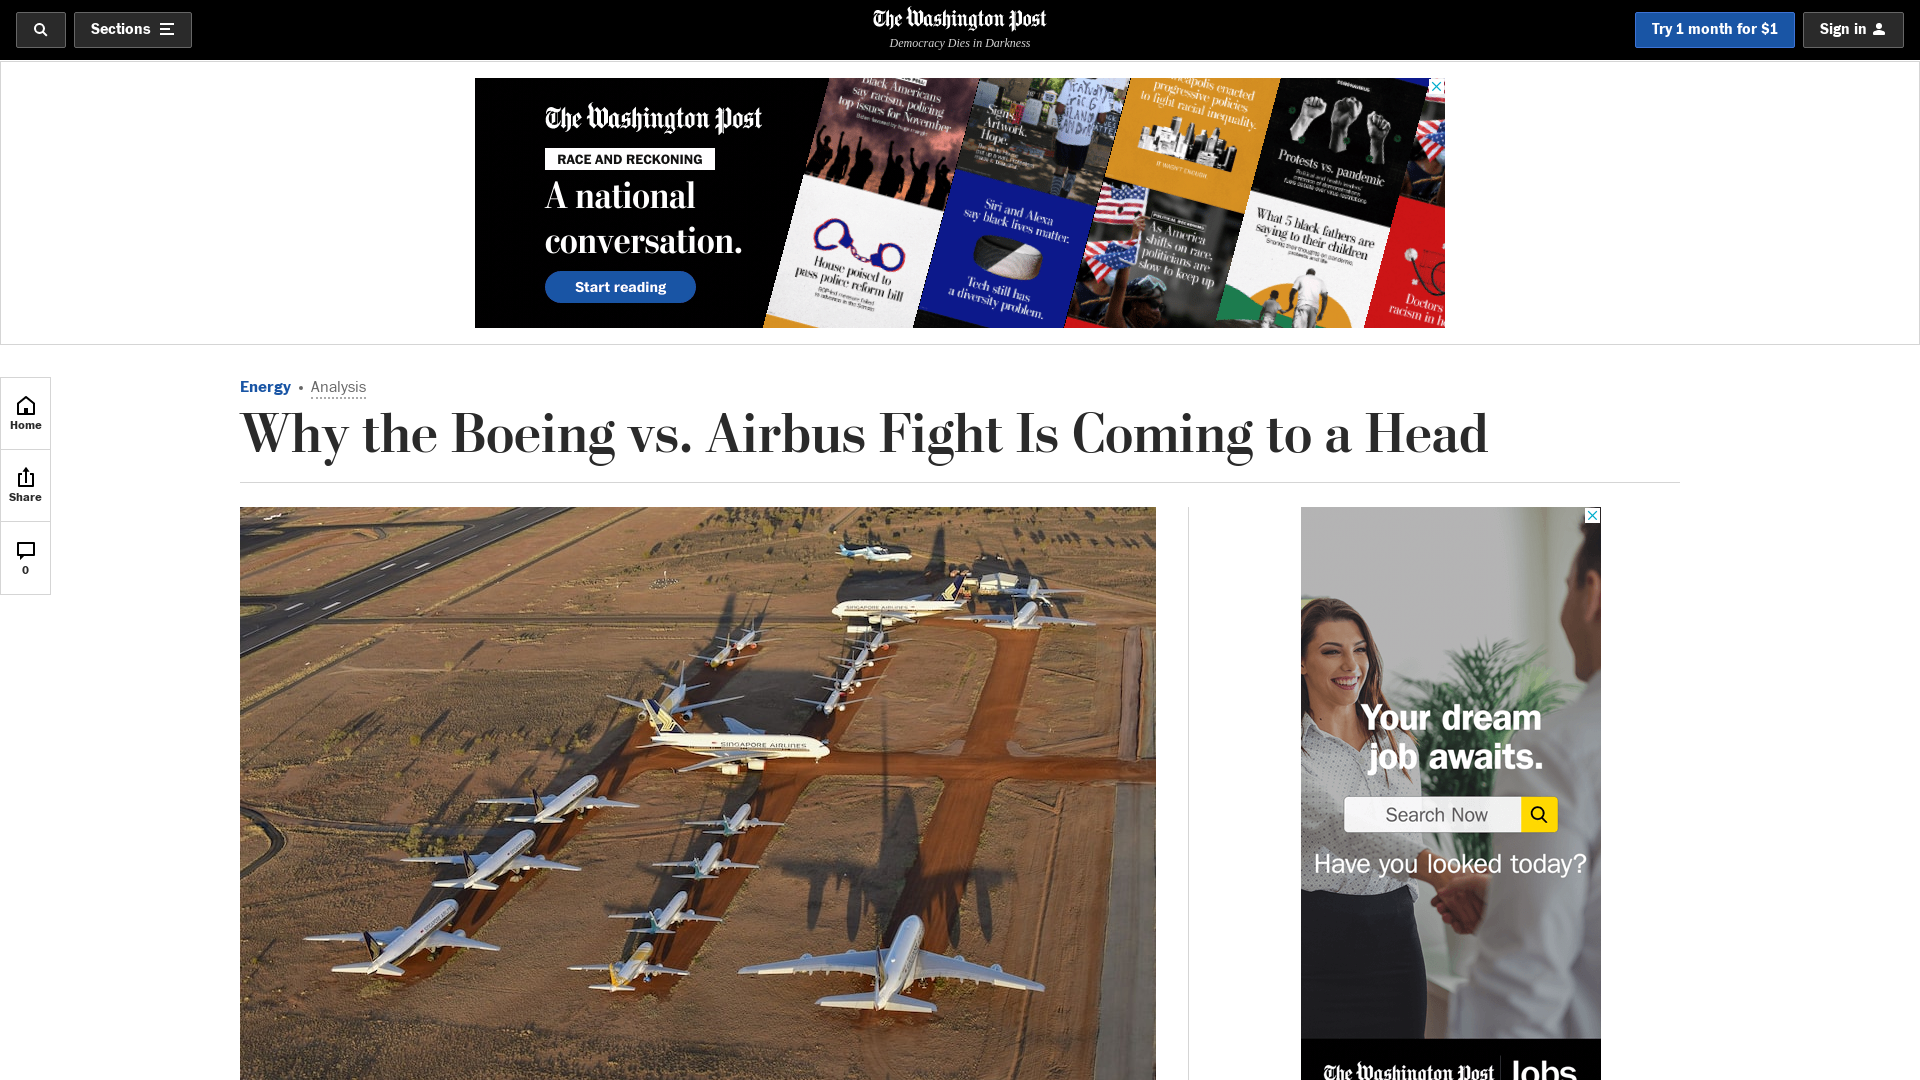 Sections
The Washington Post
Democracy Dies in Darkness
Try 1 month for $1
Sign in
The Washington Post
RACE AND RECKONING
A national
conversation.
Start reading
Black Americans
say racism, policing
top issues for November
Signs.
Artwork.
Hope.
enacted
progressive policies
to fight racial inequality.
IT WASN'T ENOUGH
Protests vs. pandemic
House poised to
pass police reform bill
Siri and Alexa
say black lives matter.
Tech still has
a diversity problem.
As America
shifts on race,
politicians are
slow to keep up
What 5 black fathers are
saying to their children
Doctors
racism in
Home
Share
0
Energy • Analysis
Why the Boeing vs. Airbus Fight Is Coming to a Head
SINGAPORE AIRLINES
SINGAPORE AIRLINES
Your dream
job awaits.
Search Now
Have you looked today?
The Washington Post Jobs